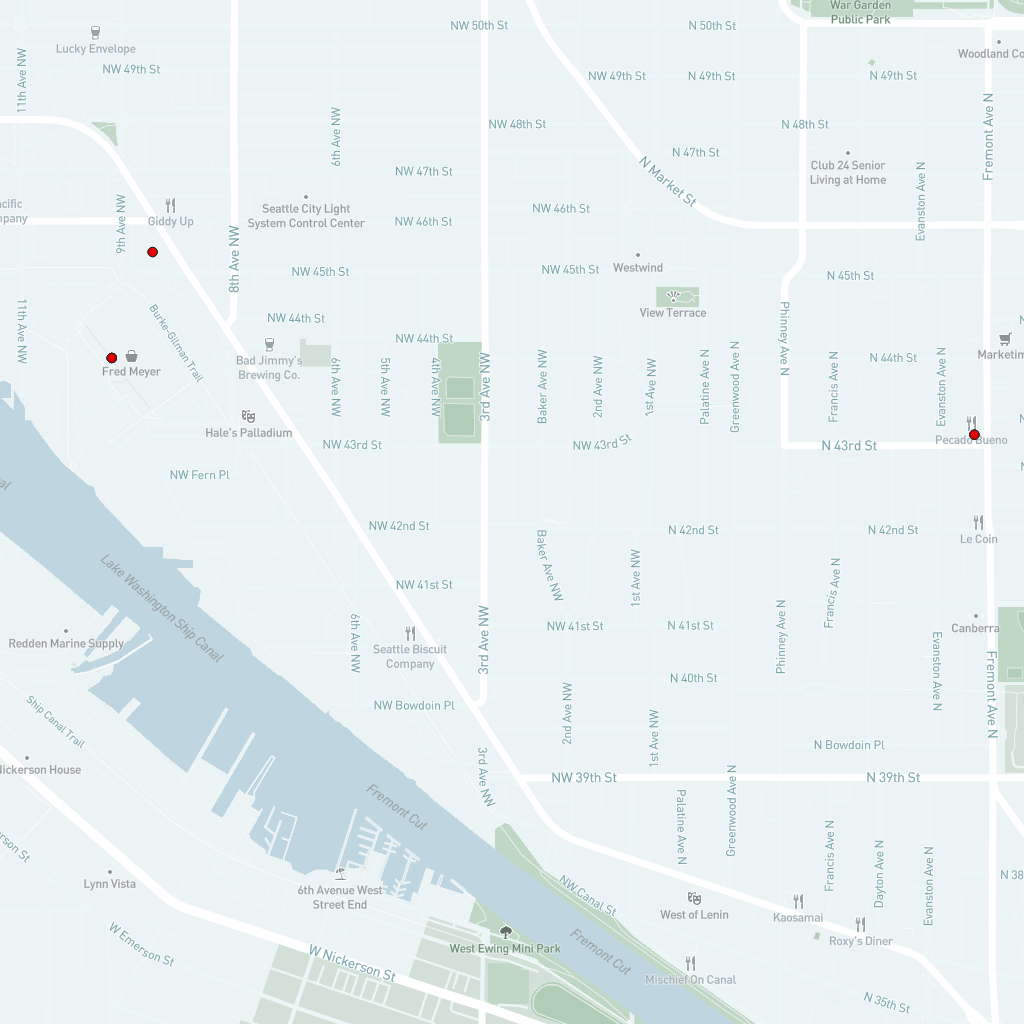 War Garden
Public Park
NW 50th St
N 50th St
Lucky Envelope
Woodland Co
11th Ave NW
NW 49th St
NW 49th St
N 49th St
N 49th St
Fremont Ave N
6th Ave NW
NW 48th St
N 48th St
N 47th St
Club 24 Senior
Living at Home
NW 47th St
N Market St
Evanston Ave N
9th Ave NW
Seattle City Light
System Control Center
cific
mpany
Giddy Up
NW 46th St
NW 46th St
8th Ave NW
NW 45th St
NW 45th St
Westwind
N 45th St
View Terrace
11th Ave NW
Burke-Gilman Trail
NW 44th St
NW 44th St
Phinney Ave N
Bad Jimmy's
Brewing Co.
Fred Meyer
6th Ave NW
5th Ave NW
4th Ave NW
3rd Ave NW
Baker Ave NW
2nd Ave NW
1st Ave NW
Palatine Ave N
Greenwood Ave N
Francis Ave N
N 44th St
Evanston Ave N
Marketim
Hale's Palladium
NW 43rd St
NW 43rd St
N 43rd St
Pecado Bueno
NW Fern Pl
al
NW 42nd St
N 42nd St
N 42nd St
Le Coin
Baker Ave NW
1st Ave NW
Francis Ave N
Lake Washington Ship Canal
NW 41st St
NW 41st St
N 41st St
Phinney Ave N
Canberra
Redden Marine Supply
6th Ave NW
Seattle Biscuit
Company
3rd Ave NW
Evanston Ave N
Fremont Ave N
N 40th St
Ship Canal Trail
NW Bowdoin Pl
2nd Ave NW
1st Ave NW
N Bowdoin Pl
Nickerson House
3rd Ave NW
NW 39th St
N 39th St
Fremont Cut
Palatine Ave N
Greenwood Ave N
Francis Ave N
Dayton Ave N
Evanston Ave N
erson St
Lynn Vista
6th Avenue West
Street End
NW Canal St
West of Lenin
Kaosamai
N 38
W Emerson St
West Ewing Mini Park
Fremont Cut
Roxy's Diner
W Nickerson St
Mischief On Canal
N 35th St